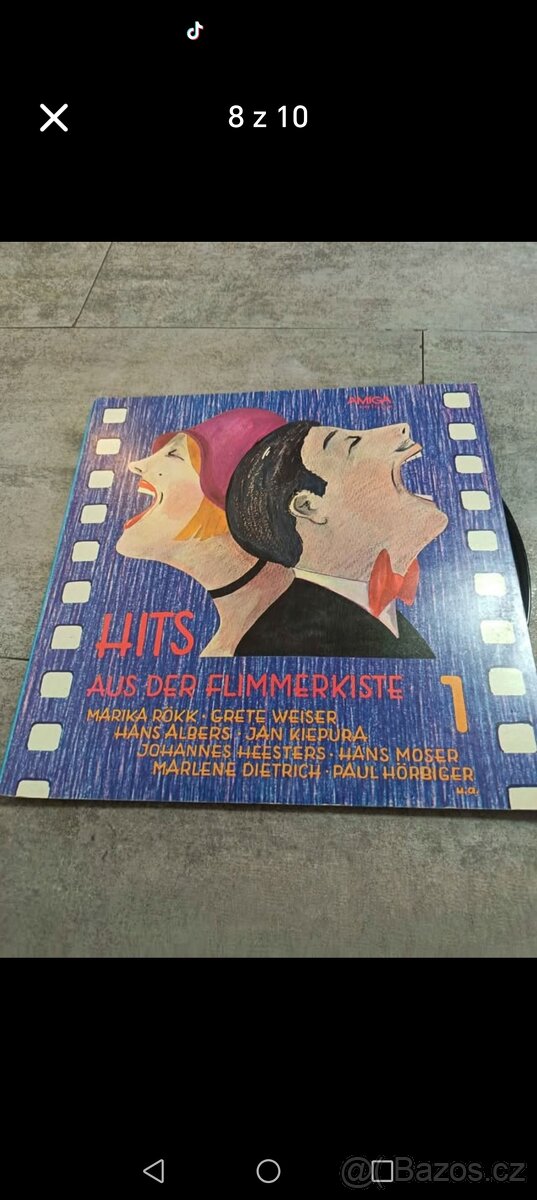 8 z 10
AMIGA
HITS
AUS DER FLIMMERKISTE 1
MARIKA RÖKK · GRETE WEISER
HANS ALBERS · JAN KIEPURA
JOHANNES HEESTERS · HANS MOSER
MARLENE DIETRICH · PAUL HÖRBIGER
u.a.
Bazos.cz